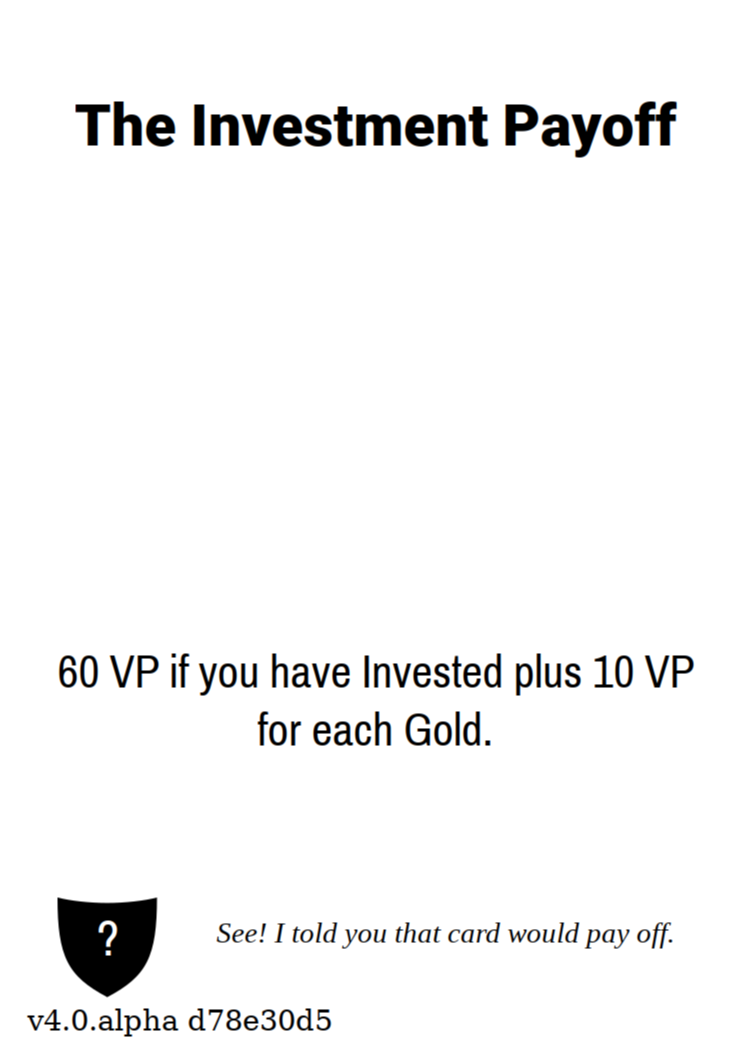 The Investment Payoff
60 VP if you have Invested plus 10 VP
for each Gold.
?
See! I told you that card would pay off.
v4.0.alpha d78e30d5